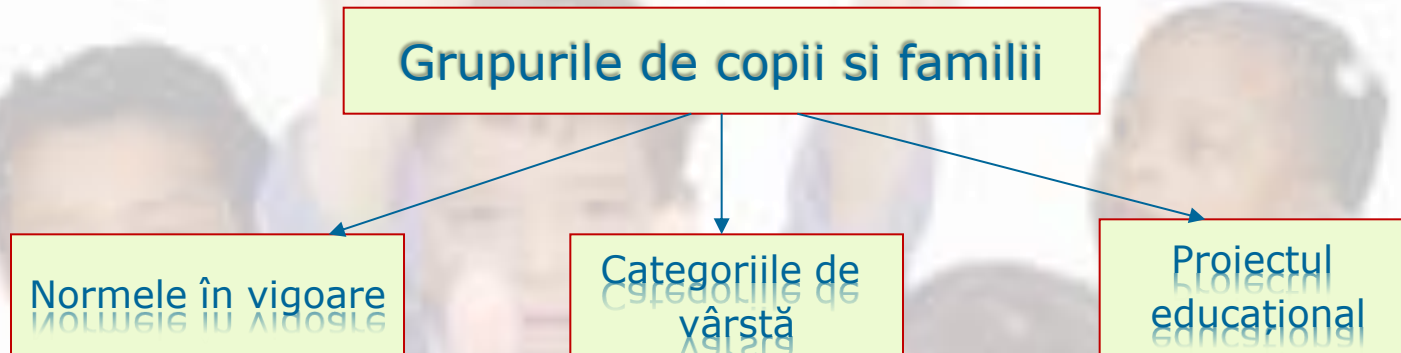 Grupurile de copii si familii
Normele în vigoare
Categoriile de
vârstă
Proiectul
educațional